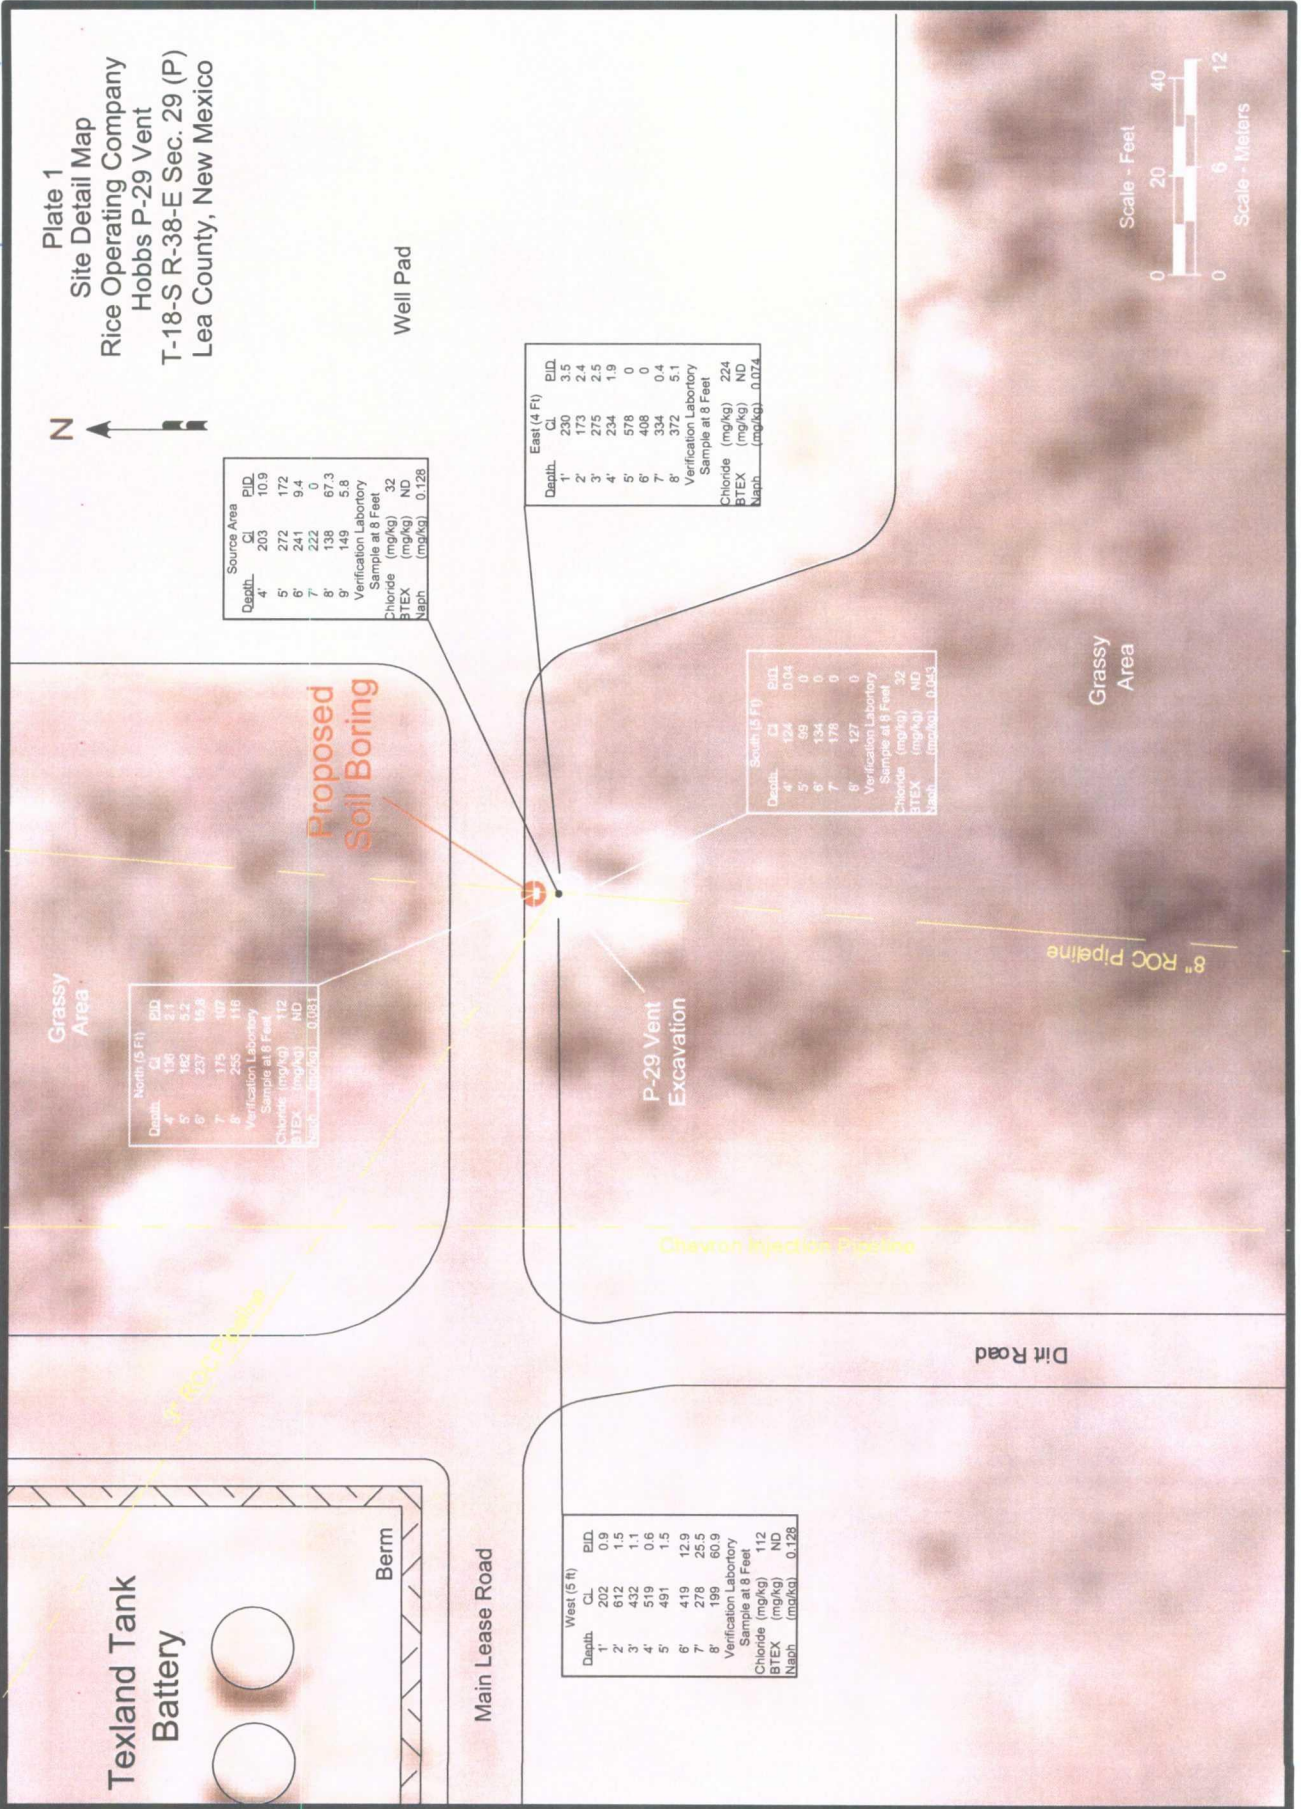 Plate 1
Site Detail Map
Rice Operating Company
Hobbs P-29 Vent
T-18-S R-38-E Sec. 29 (P)
Lea County, New Mexico
N
Texland Tank
Battery
Berm
Main Lease Road
Grassy
Area
Proposed
Soil Boring
Well Pad
North (5 Ft)
Depth Cl PID
4' 136 2.1
5' 182 5.2
6' 237 15.8
7' 175 107
8' 255 116
Verification Labortory
Sample at 8 Feet
Chloride (mg/kg) 112
BTEX (mg/kg) ND
Naph (mg/kg) 0.081
Source Area
Depth Cl PID
4' 203 10.9
5' 272 172
6' 241 9.4
7' 222 0
8' 138 67.3
9' 149 5.8
Verification Labortory
Sample at 8 Feet
Chloride (mg/kg) 32
BTEX (mg/kg) ND
Naph (mg/kg) 0.128
East (4 Ft)
Depth CL PID
1' 230 3.5
2' 173 2.4
3' 275 2.5
4' 234 1.9
5' 578 0
6' 408 0
7' 334 0.4
8' 372 5.1
Verification Labortory
Sample at 8 Feet
Chloride (mg/kg) 224
BTEX (mg/kg) ND
Naph (mg/kg) 0.074
West (5 ft)
Depth CL PID
1' 202 0.9
2' 612 1.5
3' 432 1.1
4' 519 0.6
5' 491 1.5
6' 419 12.9
7' 278 25.5
8' 199 60.9
Verification Labortory
Sample at 8 Feet
Chloride (mg/kg) 112
BTEX (mg/kg) ND
Naph (mg/kg) 0.128
South (5 Ft)
Depth Cl PID
4' 124 0.04
5' 99 0
6' 134 0
7' 178 0
8' 127 0
Verification Labortory
Sample at 8 Feet
Chloride (mg/kg) 32
BTEX (mg/kg) ND
Naph (mg/kg) 0.043
P-29 Vent
Excavation
ROC Pipeline
Chevron Injection Pipeline
8" ROC Pipeline
Dirt Road
Grassy
Area
Scale - Feet
0 20 40
0 6 12
Scale - Meters